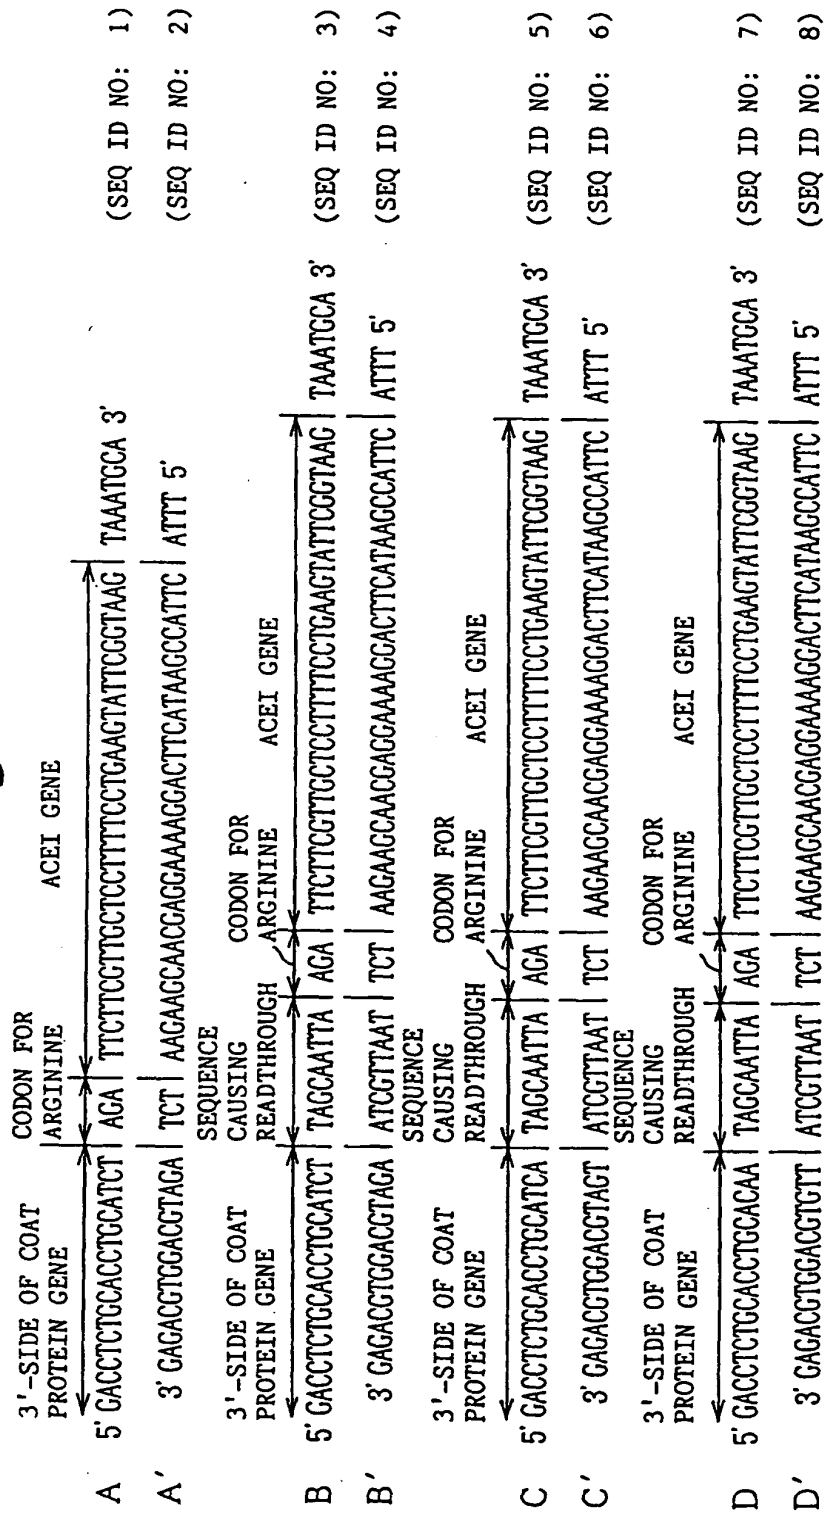 3'-SIDE OF COAT PROTEIN GENE
CODON FOR ARGININE
ACEI GENE
A 5' GACCTCTGCACCTGCATCT | AGA | TTCTTCGTTGCTCCTTTTCCTGAAGTATTCGGTAAG | TAAATGCA 3' (SEQ ID NO: 1)
A' 3' GAGACGTGGACGTAGA | TCT | AAGAAGCAACGAGGAAAAGGACTTCATAAGCCATTC | ATTT 5' (SEQ ID NO: 2)
3'-SIDE OF COAT PROTEIN GENE
SEQUENCE CAUSING READTHROUGH
CODON FOR ARGININE
ACEI GENE
B 5' GACCTCTGCACCTGCATCT | TAGCAATTA | AGA | TTCTTCGTTGCTCCTTTTCCTGAAGTATTCGGTAAG | TAAATGCA 3' (SEQ ID NO: 3)
B' 3' GAGACGTGGACGTAGA | ATCGTTAAT | TCT | AAGAAGCAACGAGGAAAAGGACTTCATAAGCCATTC | ATTT 5' (SEQ ID NO: 4)
3'-SIDE OF COAT PROTEIN GENE
SEQUENCE CAUSING READTHROUGH
CODON FOR ARGININE
ACEI GENE
C 5' GACCTCTGCACCTGCATCA | TAGCAATTA | AGA | TTCTTCGTTGCTCCTTTTCCTGAAGTATTCGGTAAG | TAAATGCA 3' (SEQ ID NO: 5)
C' 3' GAGACGTGGACGTAGT | ATCGTTAAT | TCT | AAGAAGCAACGAGGAAAAGGACTTCATAAGCCATTC | ATTT 5' (SEQ ID NO: 6)
3'-SIDE OF COAT PROTEIN GENE
SEQUENCE CAUSING READTHROUGH
CODON FOR ARGININE
ACEI GENE
D 5' GACCTCTGCACCTGCACAA | TAGCAATTA | AGA | TTCTTCGTTGCTCCTTTTCCTGAAGTATTCGGTAAG | TAAATGCA 3' (SEQ ID NO: 7)
D' 3' GAGACGTGGACGTGTT | ATCGTTAAT | TCT | AAGAAGCAACGAGGAAAAGGACTTCATAAGCCATTC | ATTT 5' (SEQ ID NO: 8)